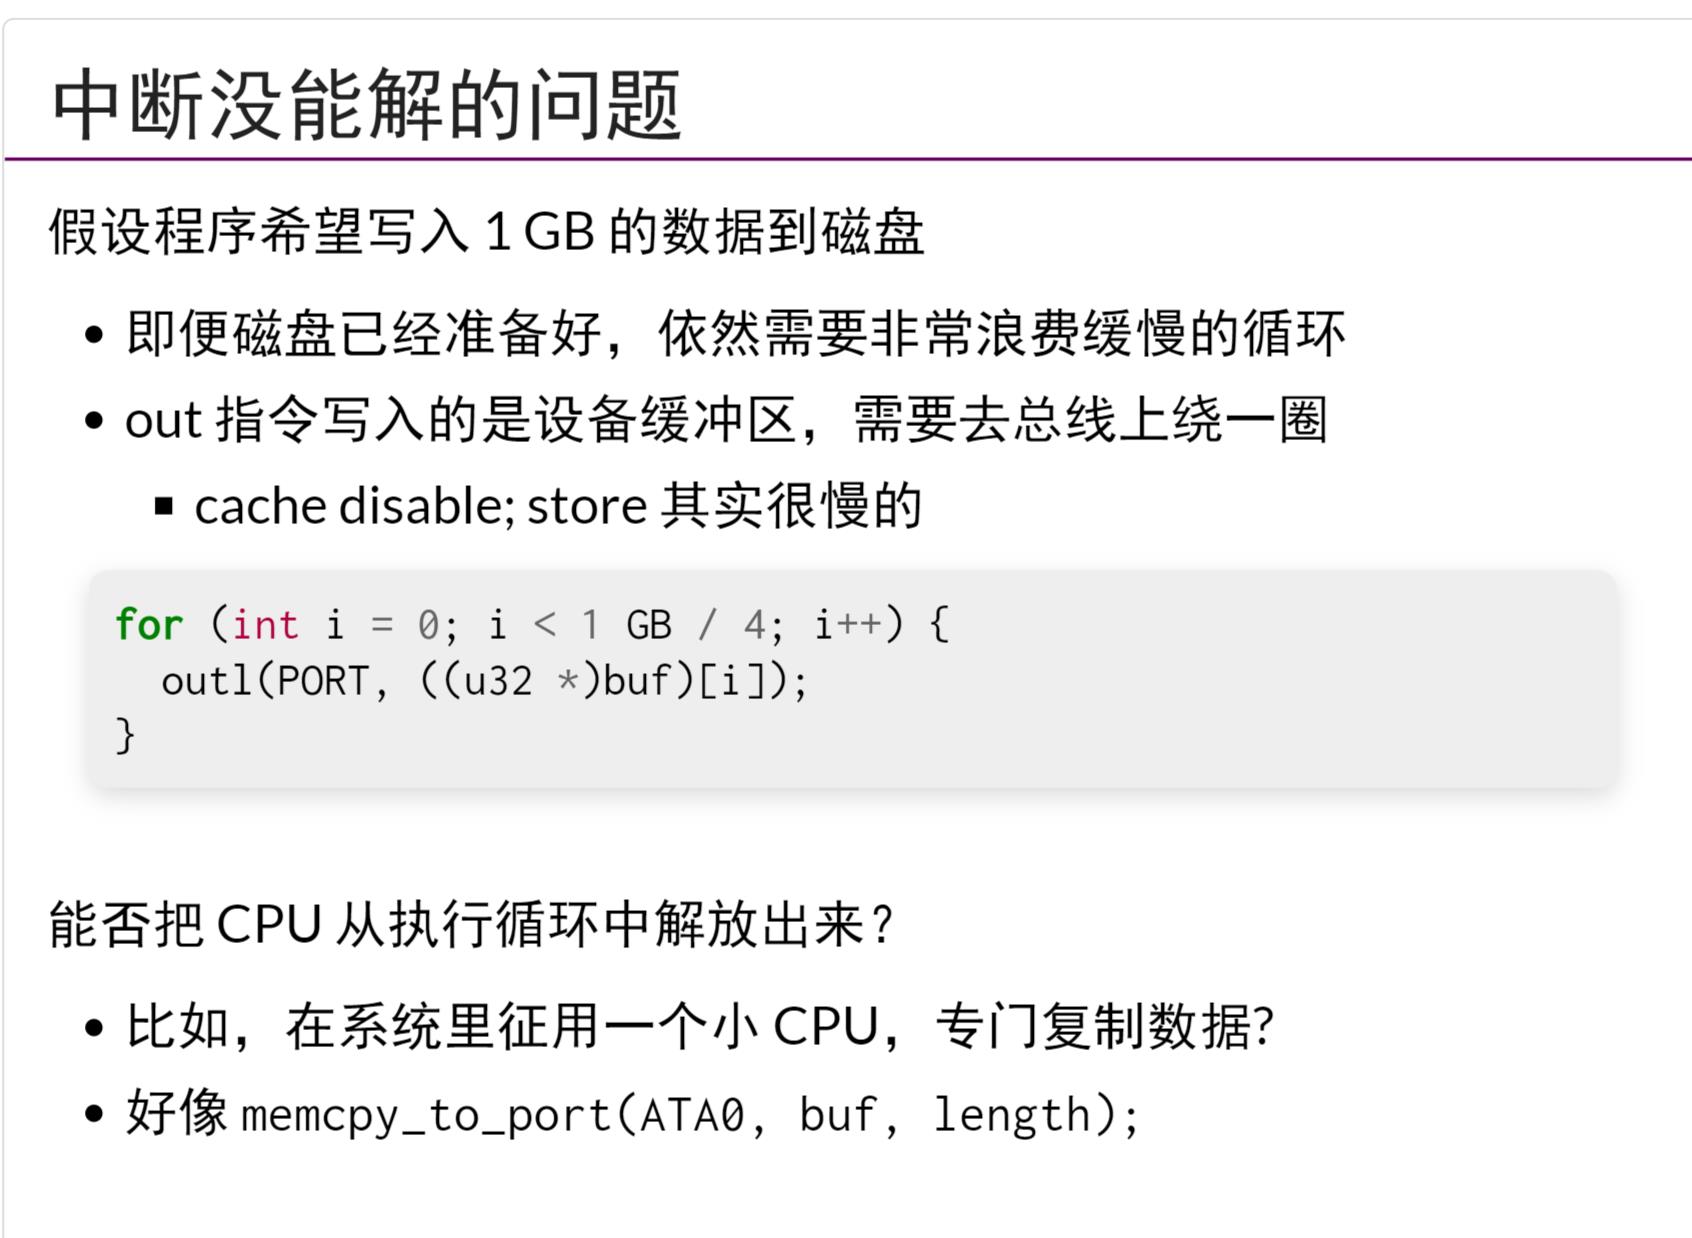 中断没能解的问题
假设程序希望写入 1 GB 的数据到磁盘
• 即便磁盘已经准备好，依然需要非常浪费缓慢的循环
• out 指令写入的是设备缓冲区，需要去总线上绕一圈
▪ cache disable; store 其实很慢的
for (int i = 0; i < 1 GB / 4; i++) {
  outl(PORT, ((u32 *)buf)[i]);
}
能否把 CPU 从执行循环中解放出来？
• 比如，在系统里征用一个小 CPU，专门复制数据?
• 好像 memcpy_to_port(ATA0, buf, length);